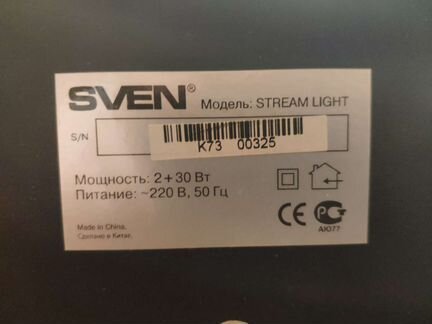 SVEN® Модель: STREAM LIGHT
S/N
K73 00325
Мощность: 2+30 Вт
Питание: ~220 В, 50 Гц
Made in China.
Сделано в Китае.
CE РСТ
АЮ77